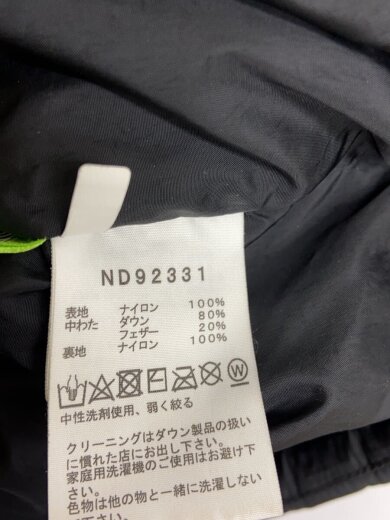 ND92331
表地 ナイロン 100%
中わた ダウン 80%
フェザー 20%
裏地 ナイロン 100%
中性洗剤使用、弱く絞る
クリーニングはダウン製品の扱い
に慣れた店にお出し下さい。
家庭用洗濯機のご使用はお避け下
さい。
色物は他の物と一緒に洗濯しない